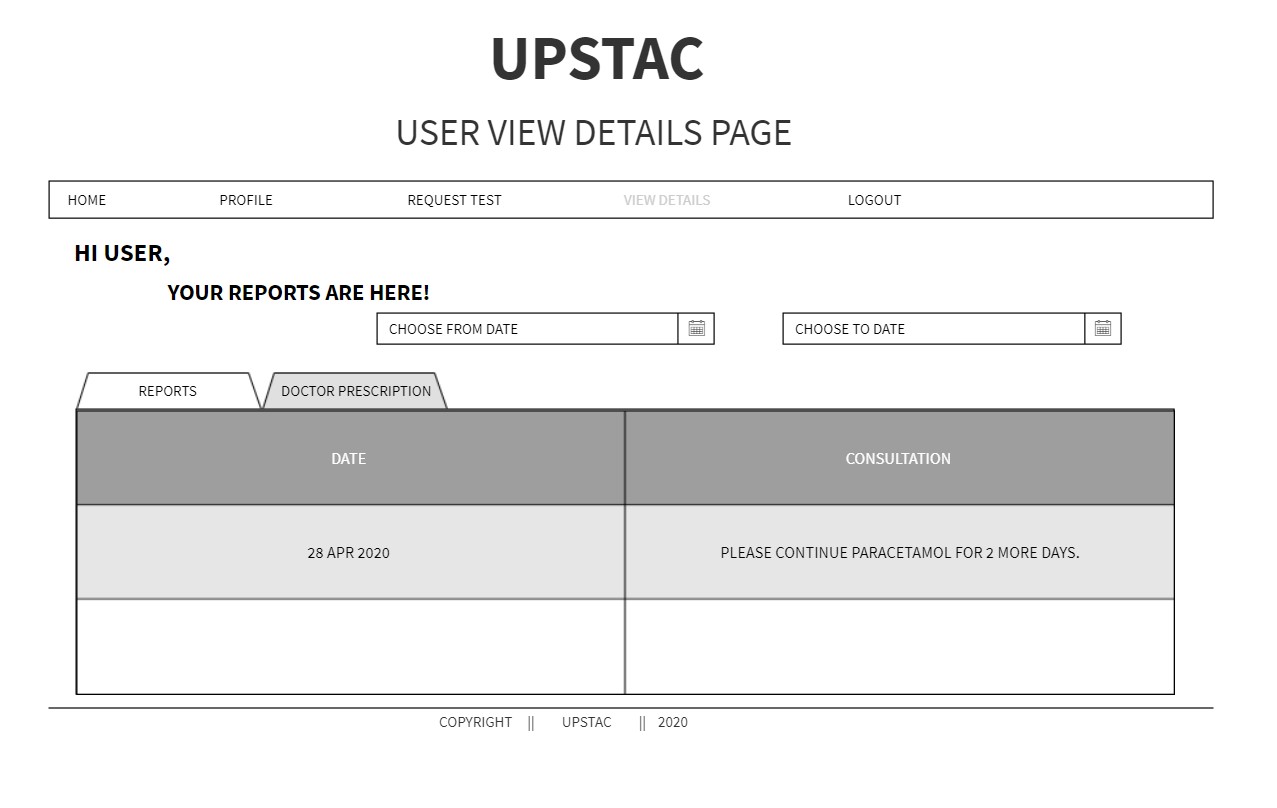 UPSTAC
USER VIEW DETAILS PAGE
HOME PROFILE REQUEST TEST VIEW DETAILS LOGOUT
HI USER,
YOUR REPORTS ARE HERE!
CHOOSE FROM DATE CHOOSE TO DATE
REPORTS DOCTOR PRESCRIPTION
DATE CONSULTATION
28 APR 2020 PLEASE CONTINUE PARACETAMOL FOR 2 MORE DAYS.
COPYRIGHT || UPSTAC || 2020